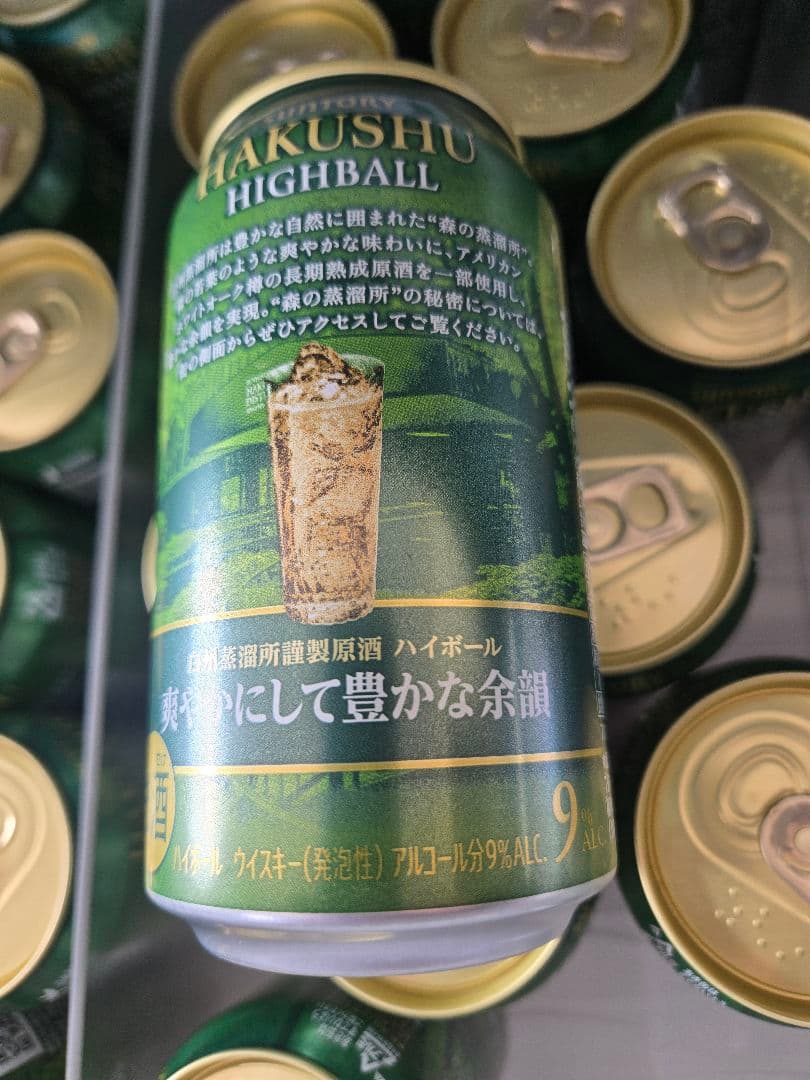 SUNTORY
HAKUSHU
HIGHBALL
蒸溜所は豊かな自然に囲まれた“森の蒸溜所”。
の若葉のような爽やかな味わいに、アメリカン
ホワイトオーク樽の長期熟成原酒を一部使用し、
な余韻を実現。“森の蒸溜所”の秘密については、
の側面からぜひアクセスしてご覧ください。
白州蒸溜所謹製原酒 ハイボール
爽やかにして豊かな余韻
酒
ハイボール ウイスキー(発泡性) アルコール分9%ALC.
9% ALC.